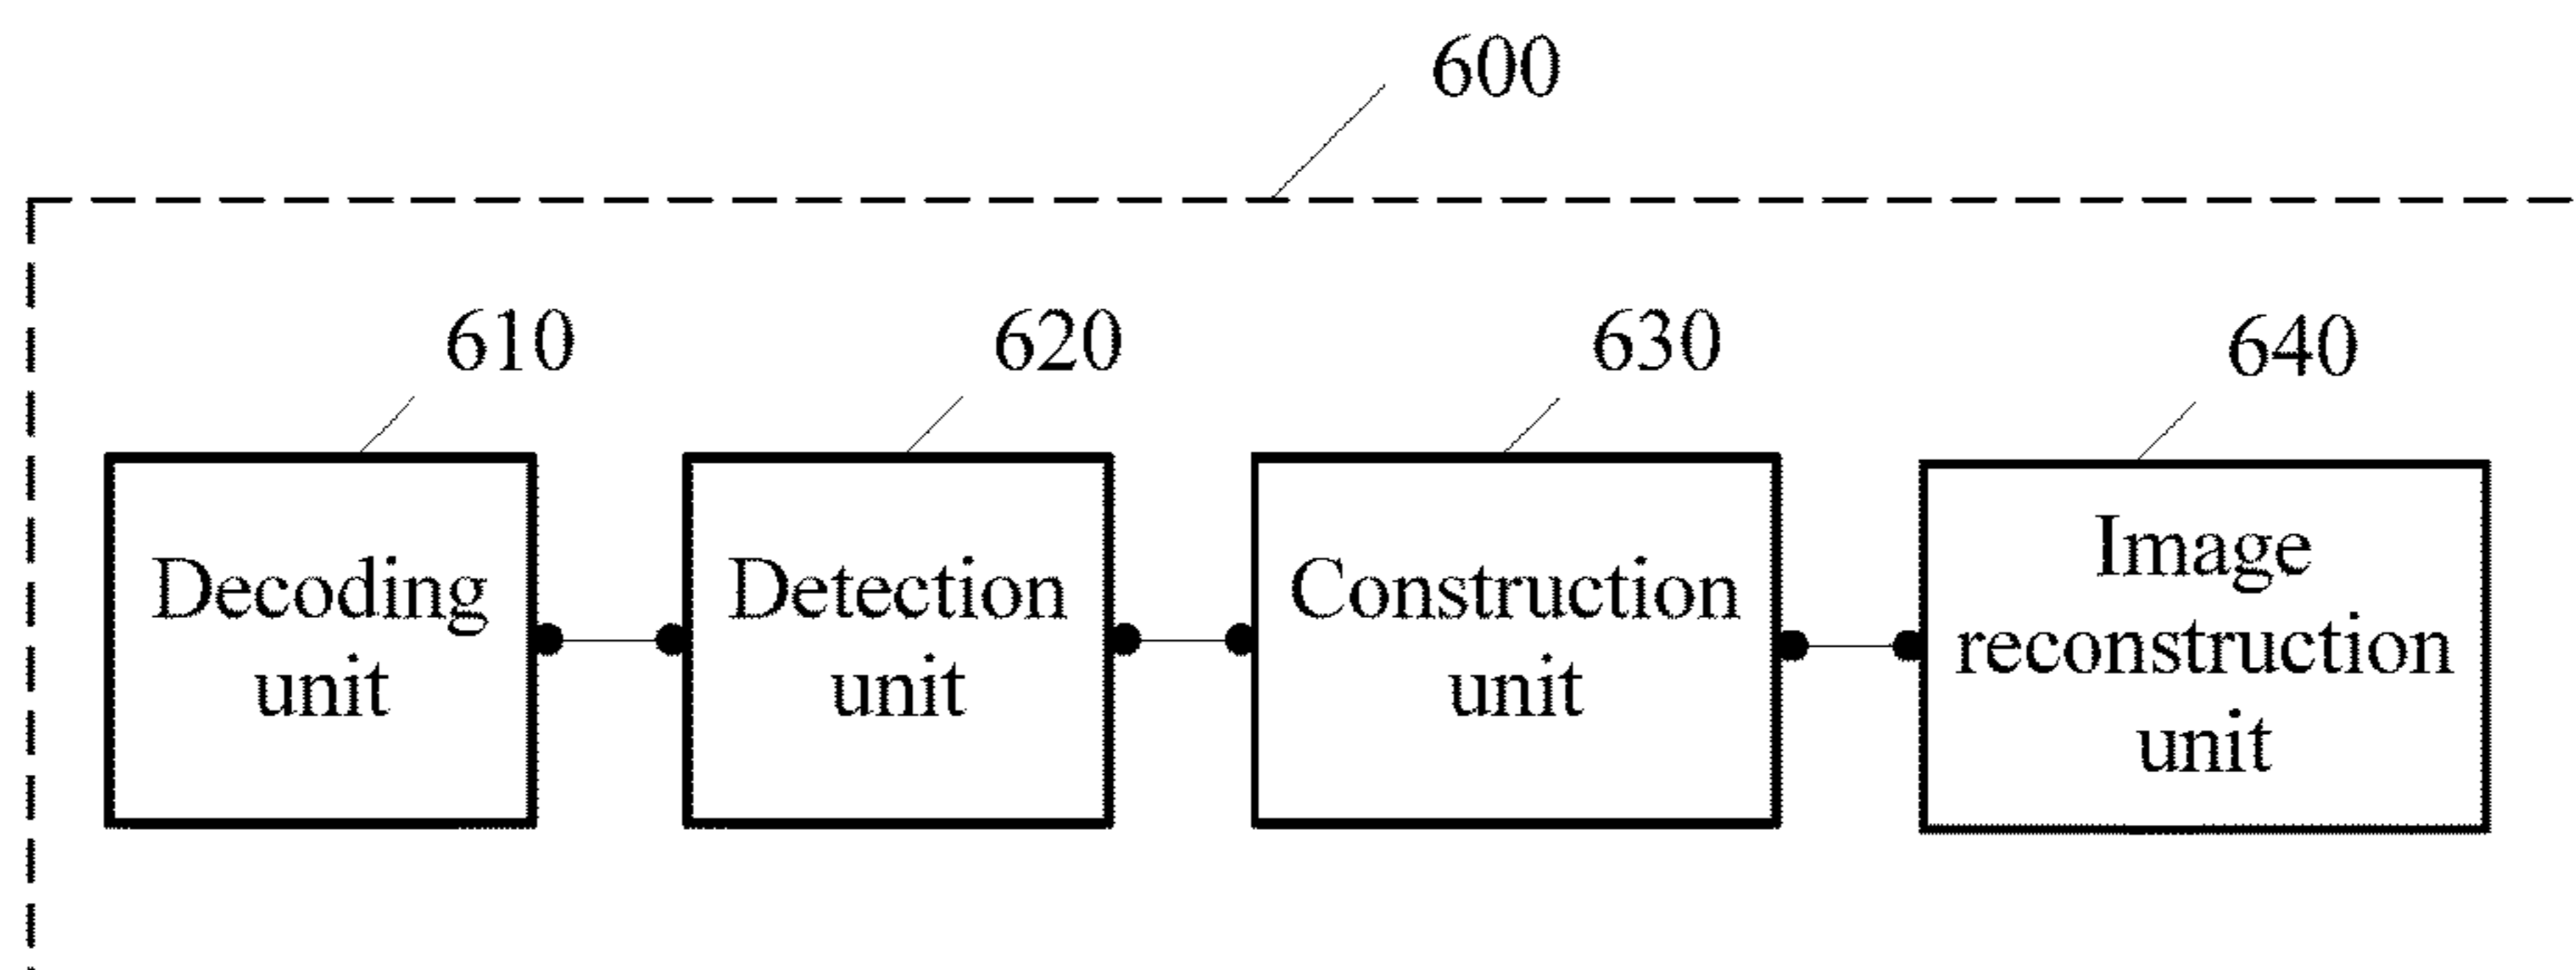 600
610
620
630
640
Decoding
unit
Detection
unit
Construction
unit
Image
reconstruction
unit